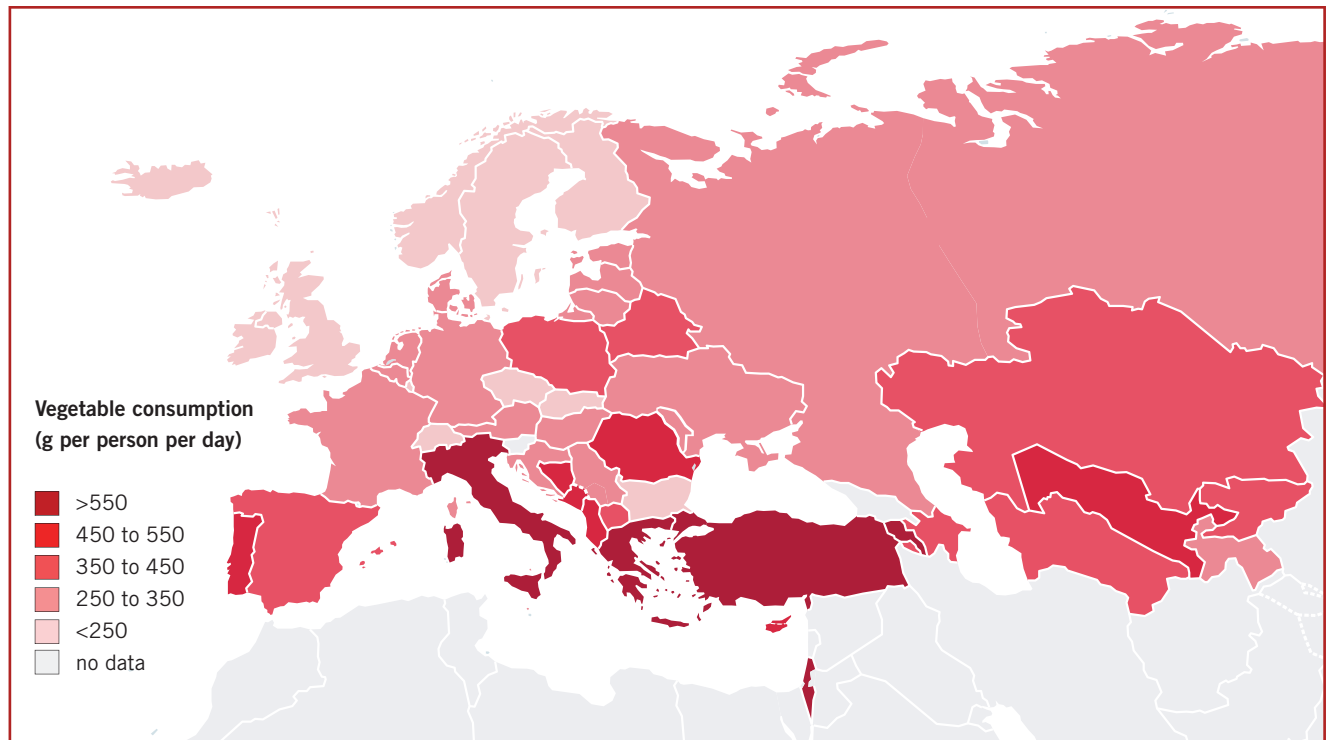 Vegetable consumption
(g per person per day)
>550
450 to 550
350 to 450
250 to 350
<250
no data